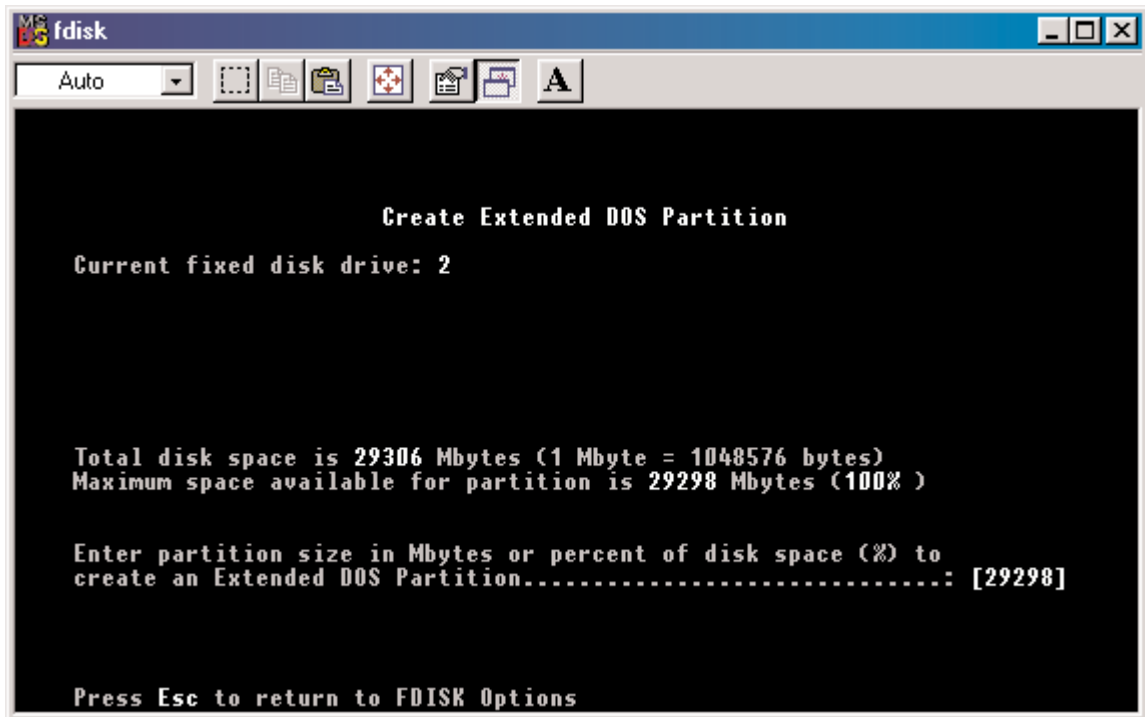 fdisk
Auto
A
Create Extended DOS Partition
Current fixed disk drive: 2
Total disk space is 29306 Mbytes (1 Mbyte = 1048576 bytes)
Maximum space available for partition is 29298 Mbytes (100% )
Enter partition size in Mbytes or percent of disk space (%) to
create an Extended DOS Partition..............................: [29298]
Press Esc to return to FDISK Options